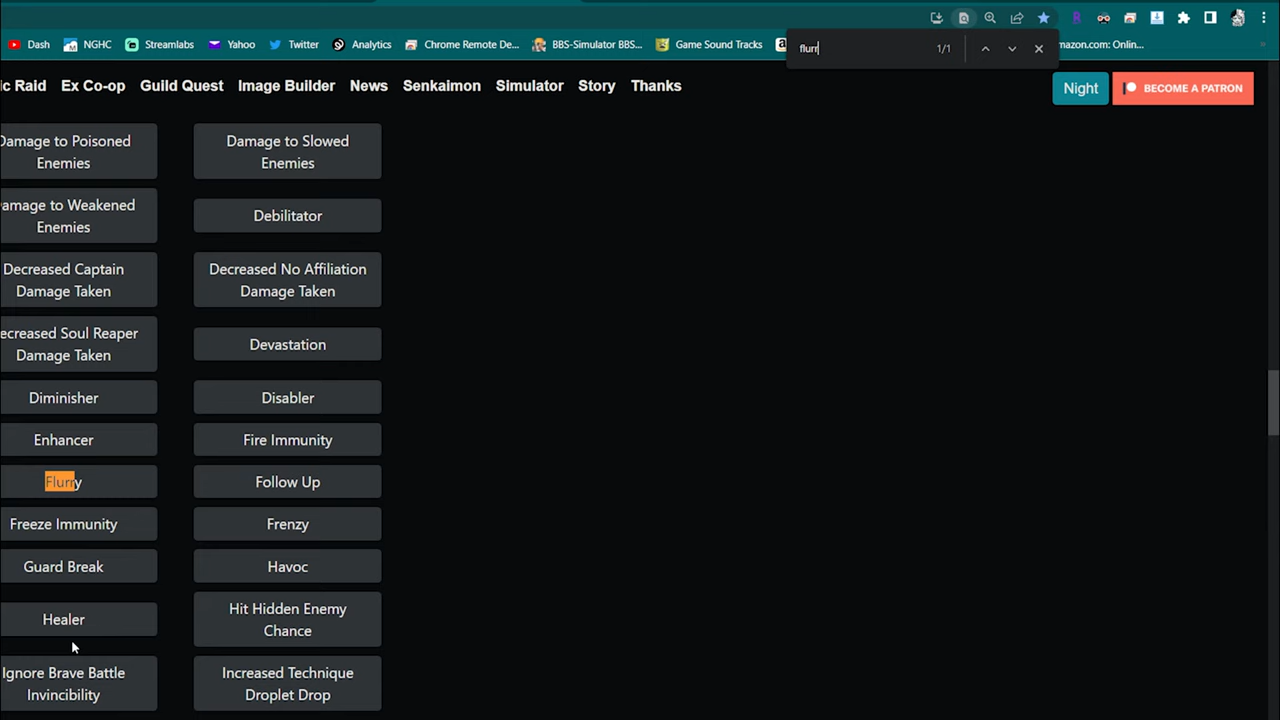 flurr
1/1
Dash
NGHC
Streamlabs
Yahoo
Twitter
Analytics
Chrome Remote De...
BBS-Simulator BBS...
Game Sound Tracks
a
mazon.com: Onlin...
ic Raid
Ex Co-op
Guild Quest
Image Builder
News
Senkaimon
Simulator
Story
Thanks
Night
BECOME A PATRON
Damage to Poisoned
Enemies
Damage to Slowed
Enemies
amage to Weakened
Enemies
Debilitator
Decreased Captain
Damage Taken
Decreased No Affiliation
Damage Taken
ecreased Soul Reaper
Damage Taken
Devastation
Diminisher
Disabler
Enhancer
Fire Immunity
Flurry
Follow Up
Freeze Immunity
Frenzy
Guard Break
Havoc
Healer
Hit Hidden Enemy
Chance
Ignore Brave Battle
Invincibility
Increased Technique
Droplet Drop